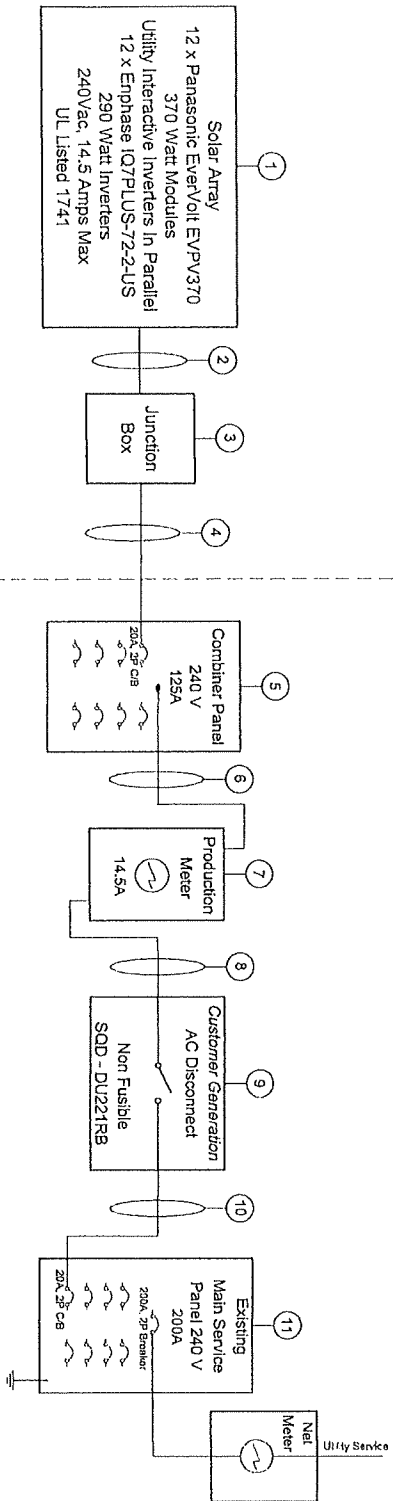 Solar Array
12 x Panasonic EverVolt EVPV370
370 Watt Modules
Utility Interactive Inverters In Parallel
12 x Enphase IQ7PLUS-72-2-US
290 Watt Inverters
240Vac, 14.5 Amps Max
UL Listed 1741
1
2
Junction
Box
3
4
Combiner Panel
240 V
125A
20A, 2P C/B
5
6
Production
Meter
14.5A
7
8
Customer Generation
AC Disconnect
Non Fusible
SQD - DU221RB
9
10
Existing
Main Service
Panel 240 V
200A
200A, 2P Breaker
20A, 2P C/B
11
Net
Meter
Utility Service